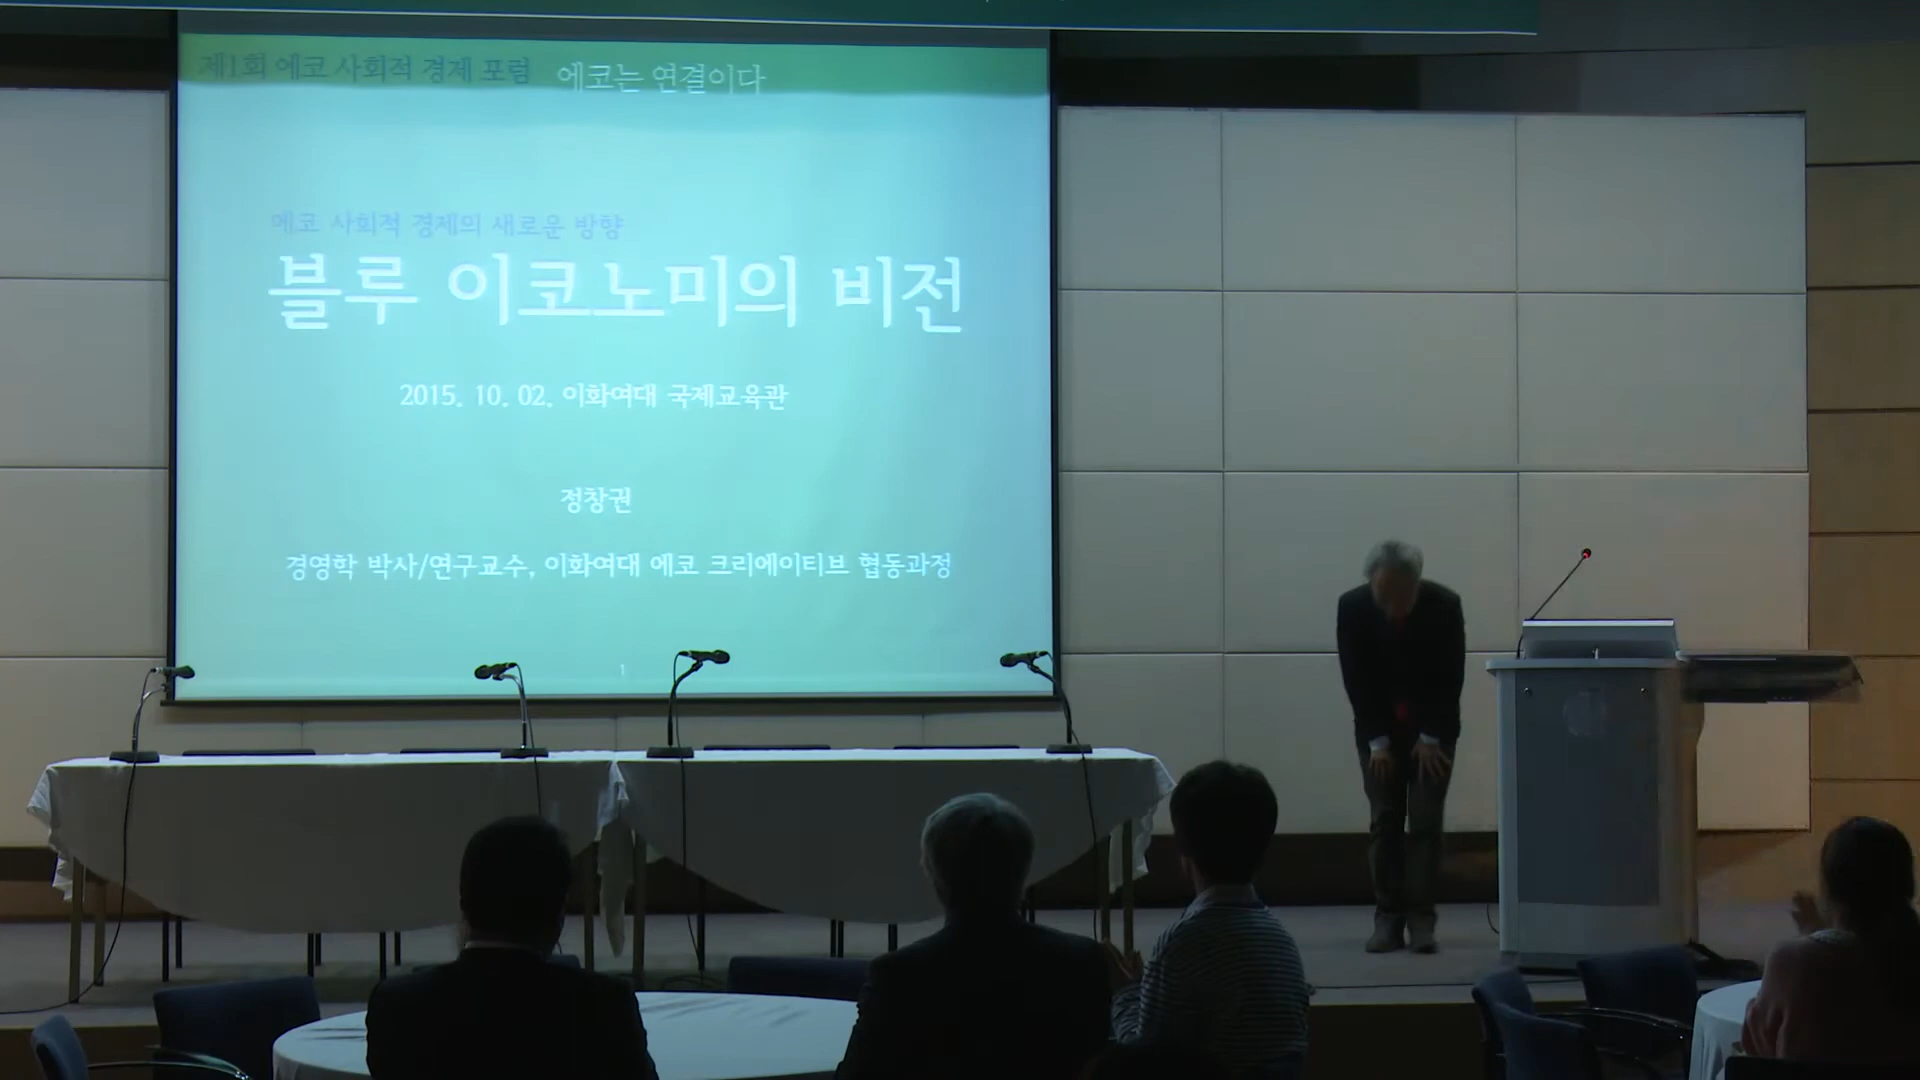 제1회 에코 사회적 경제 포럼 에코는 연결이다
에코 사회적 경제의 새로운 방향
블루 이코노미의 비전
2015. 10. 02. 이화여대 국제교육관
정창권
경영학 박사/연구교수, 이화여대 에코 크리에이티브 협동과정
1